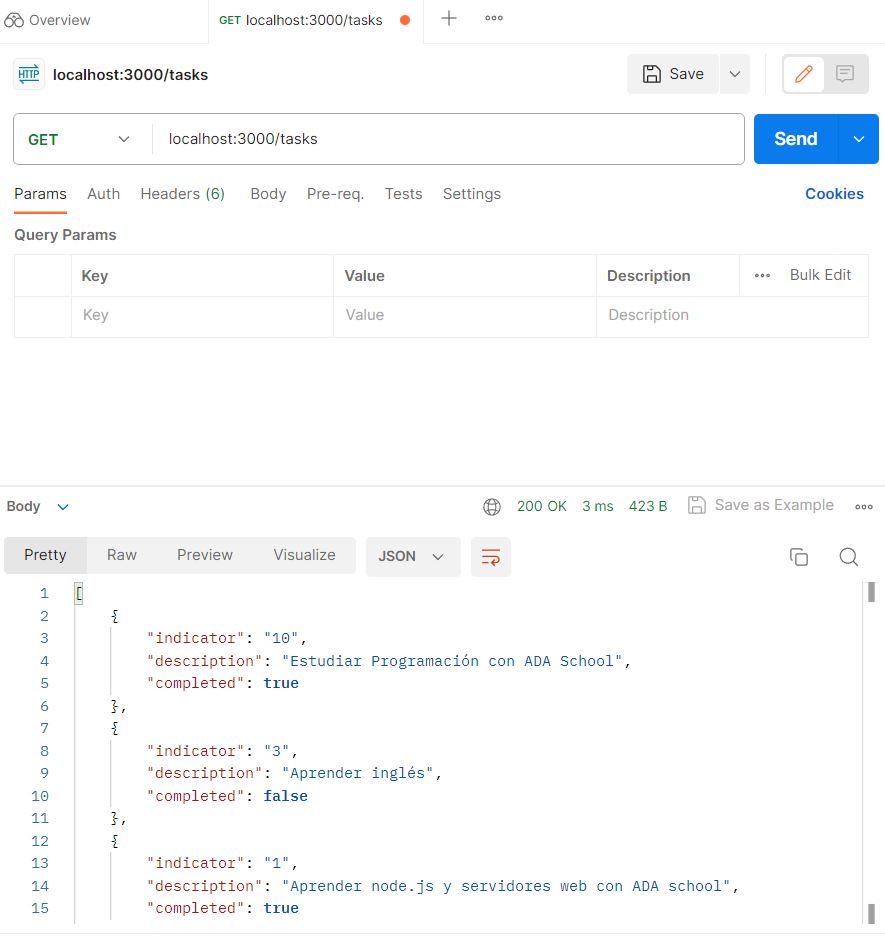 Overview
GET localhost:3000/tasks
HTTP localhost:3000/tasks
Save
GET localhost:3000/tasks Send
Params Auth Headers (6) Body Pre-req. Tests Settings Cookies
Query Params
Key Value Description Bulk Edit
Key Value Description
Body 200 OK 3 ms 423 B Save as Example
Pretty Raw Preview Visualize JSON
1 [
2 {
3 "indicator": "10",
4 "description": "Estudiar Programación con ADA School",
5 "completed": true
6 },
7 {
8 "indicator": "3",
9 "description": "Aprender inglés",
10 "completed": false
11 },
12 {
13 "indicator": "1",
14 "description": "Aprender node.js y servidores web con ADA school",
15 "completed": true